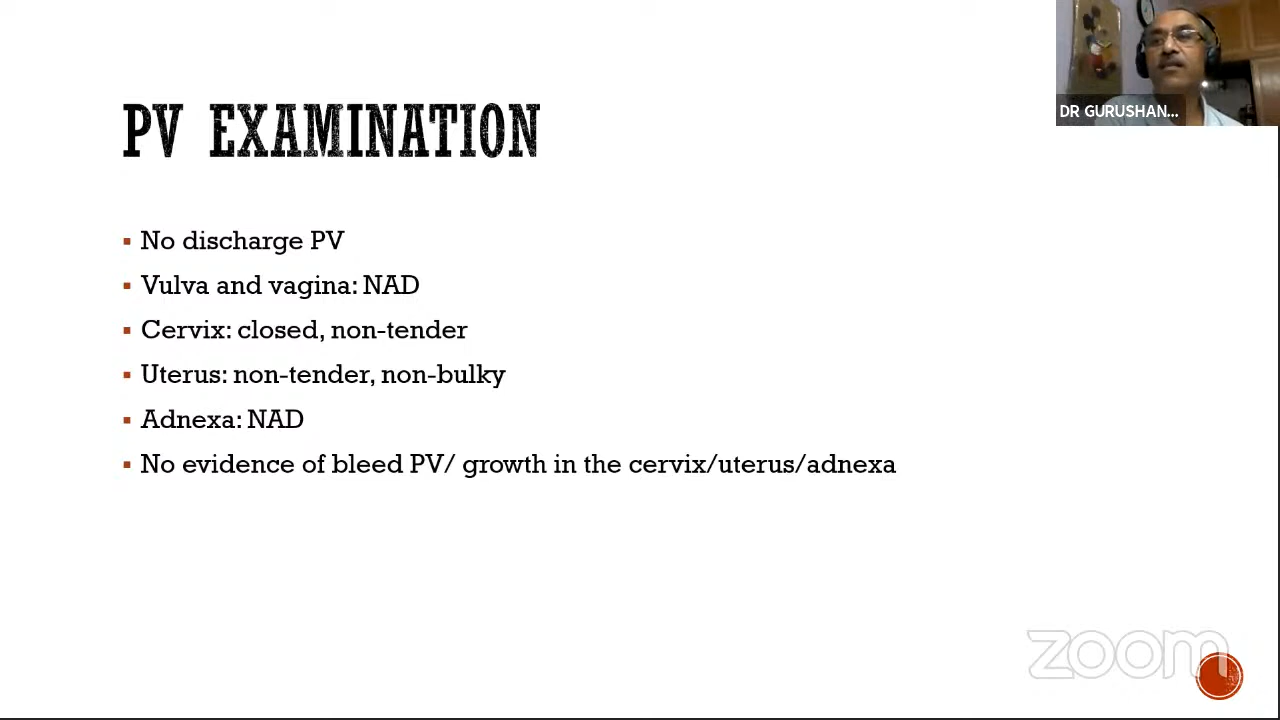 PV EXAMINATION
No discharge PV
Vulva and vagina: NAD
Cervix: closed, non-tender
Uterus: non-tender, non-bulky
Adnexa: NAD
No evidence of bleed PV/ growth in the cervix/uterus/adnexa
DR GURUSHAN...
zoom